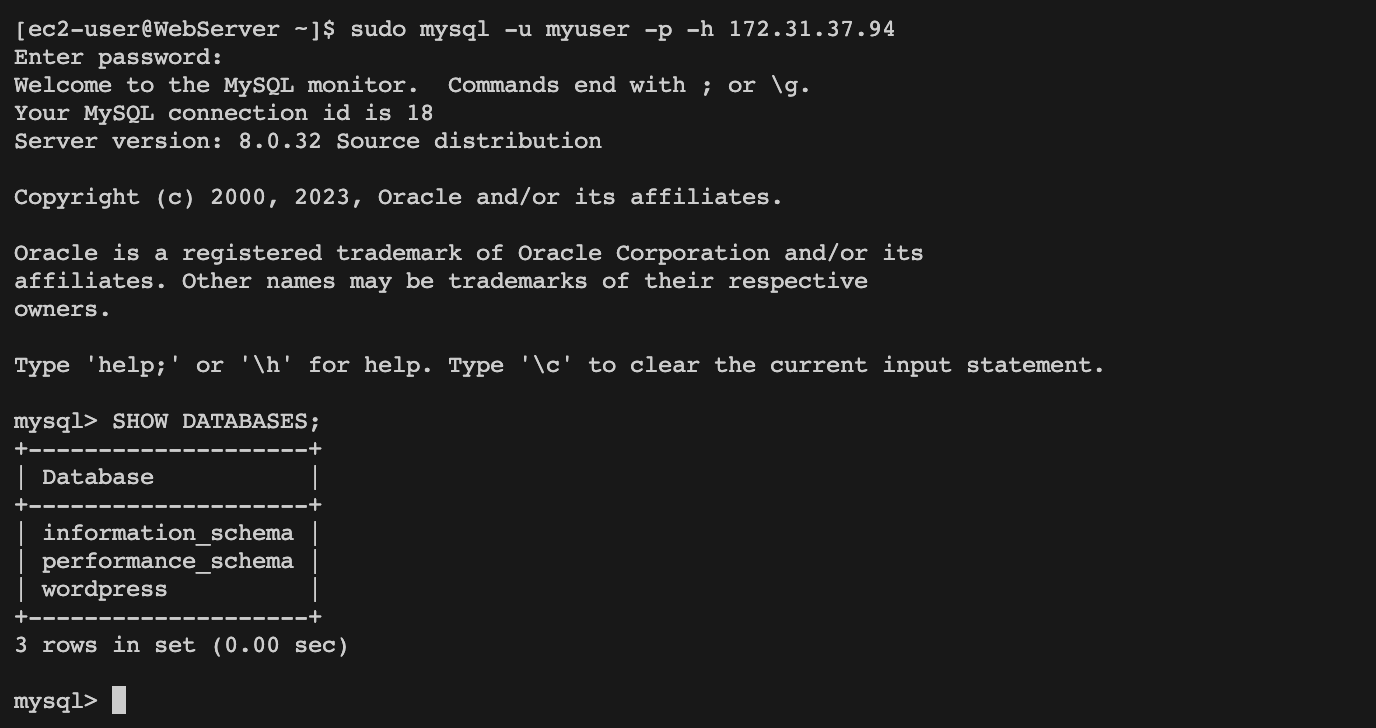 [ec2-user@WebServer ~]$ sudo mysql -u myuser -p -h 172.31.37.94
Enter password:
Welcome to the MySQL monitor.  Commands end with ; or \g.
Your MySQL connection id is 18
Server version: 8.0.32 Source distribution

Copyright (c) 2000, 2023, Oracle and/or its affiliates.

Oracle is a registered trademark of Oracle Corporation and/or its
affiliates. Other names may be trademarks of their respective
owners.

Type 'help;' or '\h' for help. Type '\c' to clear the current input statement.

mysql> SHOW DATABASES;
+--------------------+
| Database           |
+--------------------+
| information_schema |
| performance_schema |
| wordpress          |
+--------------------+
3 rows in set (0.00 sec)

mysql>